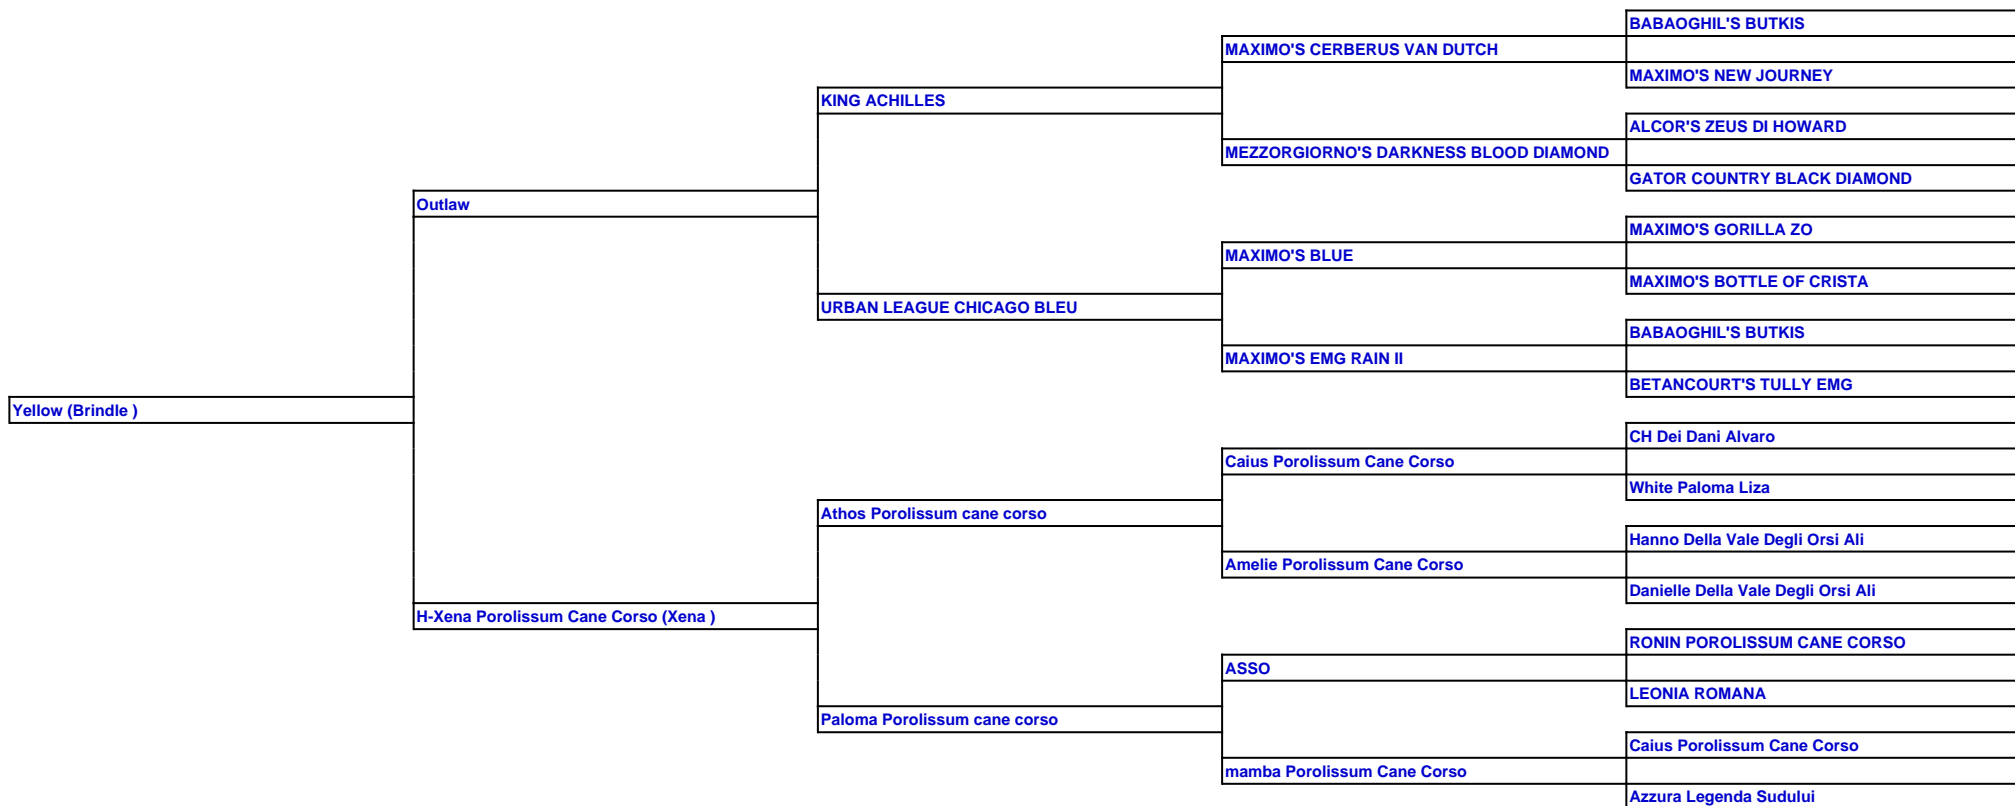 BABAOGHIL'S BUTKIS
MAXIMO'S CERBERUS VAN DUTCH
MAXIMO'S NEW JOURNEY
KING ACHILLES
ALCOR'S ZEUS DI HOWARD
MEZZORGIORNO'S DARKNESS BLOOD DIAMOND
GATOR COUNTRY BLACK DIAMOND
Outlaw
MAXIMO'S GORILLA ZO
MAXIMO'S BLUE
MAXIMO'S BOTTLE OF CRISTA
URBAN LEAGUE CHICAGO BLEU
BABAOGHIL'S BUTKIS
MAXIMO'S EMG RAIN II
BETANCOURT'S TULLY EMG
Yellow (Brindle )
CH Dei Dani Alvaro
Caius Porolissum Cane Corso
White Paloma Liza
Athos Porolissum cane corso
Hanno Della Vale Degli Orsi Ali
Amelie Porolissum Cane Corso
Danielle Della Vale Degli Orsi Ali
H-Xena Porolissum Cane Corso (Xena )
RONIN POROLISSUM CANE CORSO
ASSO
LEONIA ROMANA
Paloma Porolissum cane corso
Caius Porolissum Cane Corso
mamba Porolissum Cane Corso
Azzura Legenda Sudului